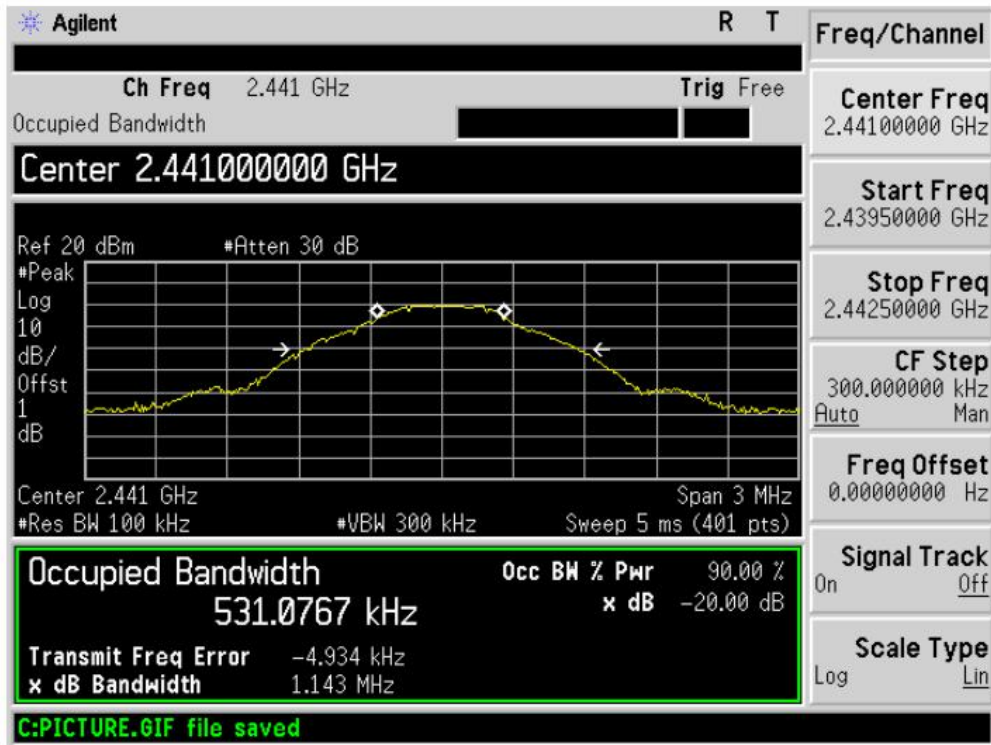 Agilent R T
Ch Freq 2.441 GHz Trig Free
Occupied Bandwidth
Center 2.441000000 GHz
Ref 20 dBm #Atten 30 dB
#Peak
Log
10
dB/
Offst
1
dB
Center 2.441 GHz Span 3 MHz
#Res BW 100 kHz #VBW 300 kHz Sweep 5 ms (401 pts)
Occupied Bandwidth Occ BW % Pwr 90.00 %
531.0767 kHz x dB -20.00 dB
Transmit Freq Error -4.934 kHz
x dB Bandwidth 1.143 MHz
C:PICTURE.GIF file saved
Freq/Channel
Center Freq
2.44100000 GHz
Start Freq
2.43950000 GHz
Stop Freq
2.44250000 GHz
CF Step
300.000000 kHz
Auto Man
Freq Offset
0.00000000 Hz
Signal Track
On Off
Scale Type
Log Lin